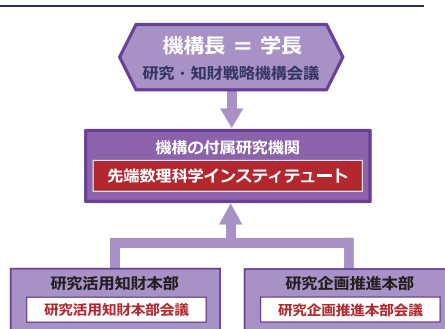 機構長 = 学長
研究・知財戦略機構会議
機構の付属研究機関
先端数理科学インスティテュート
研究活用知財本部
研究活用知財本部会議
研究企画推進本部
研究企画推進本部会議